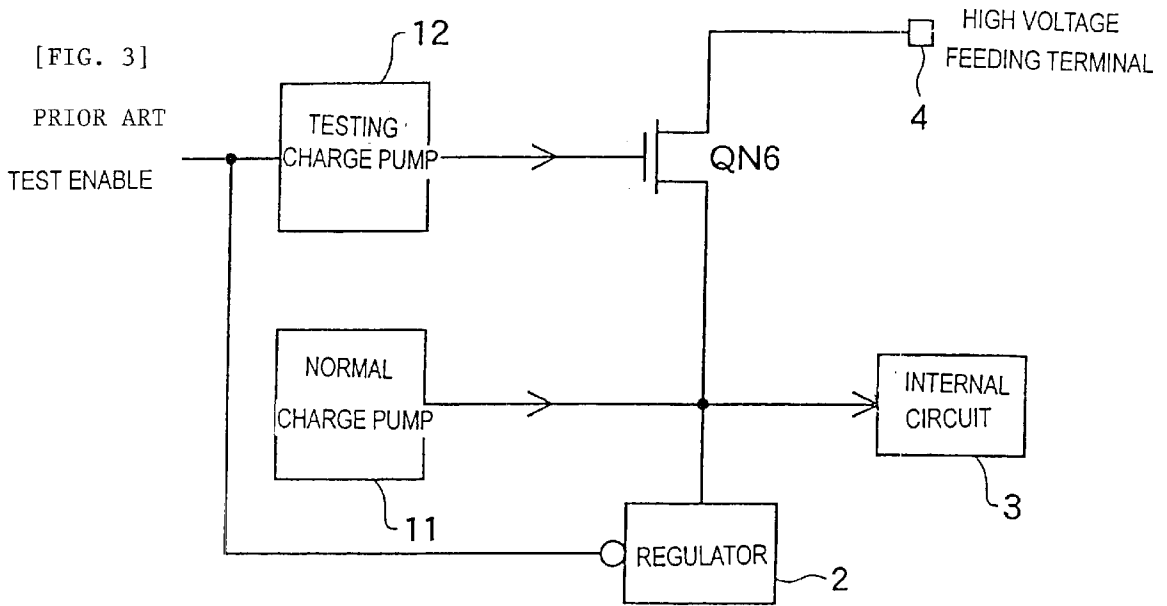 [FIG. 3]
PRIOR ART
TEST ENABLE
12
TESTING
CHARGE PUMP
QN6
HIGH VOLTAGE
FEEDING TERMINAL
4
NORMAL
CHARGE PUMP
11
INTERNAL
CIRCUIT
3
REGULATOR
2